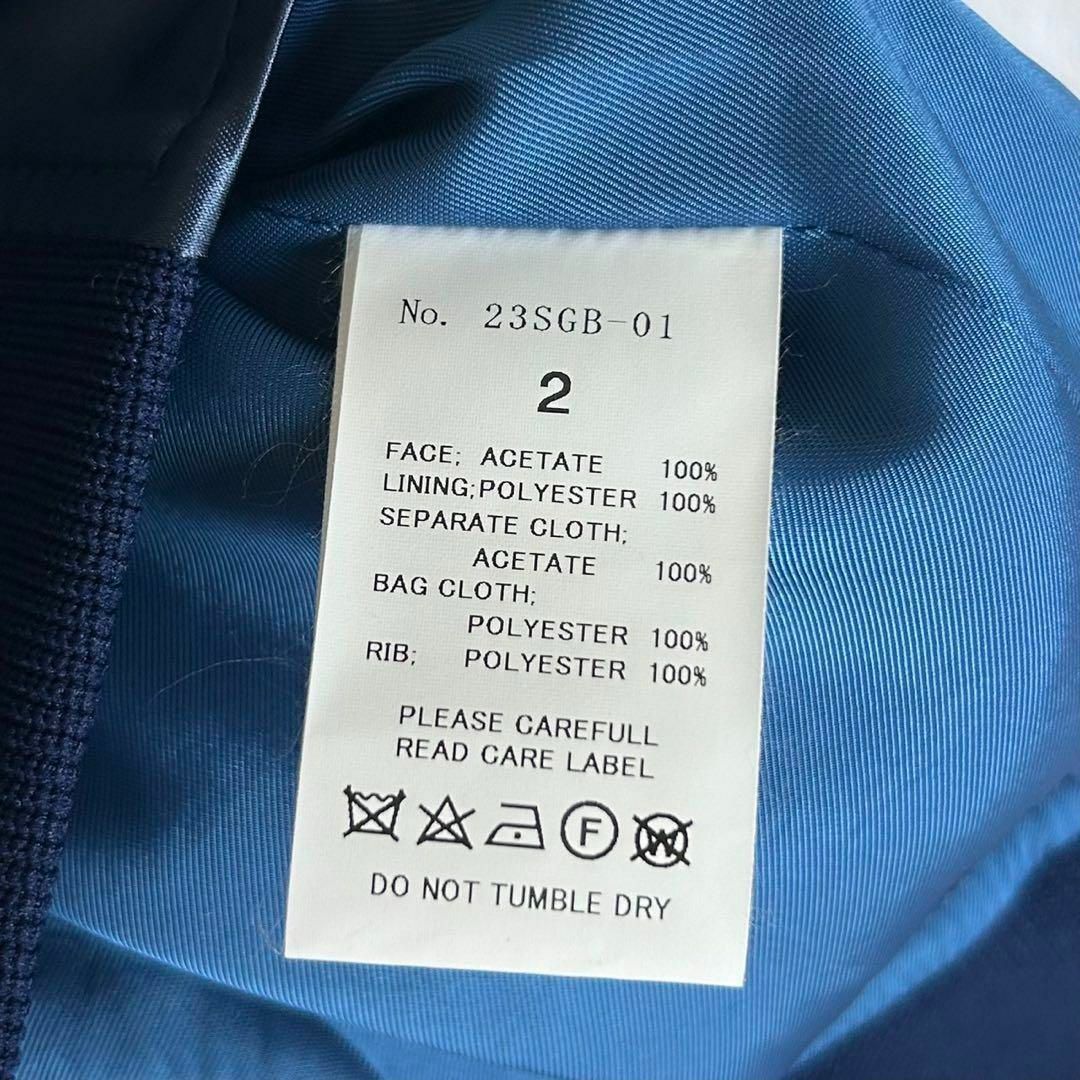 No. 23SGB-01
2
FACE; ACETATE 100%
LINING;POLYESTER 100%
SEPARATE CLOTH;
ACETATE 100%
BAG CLOTH;
POLYESTER 100%
RIB; POLYESTER 100%
PLEASE CAREFULL
READ CARE LABEL
F W
DO NOT TUMBLE DRY